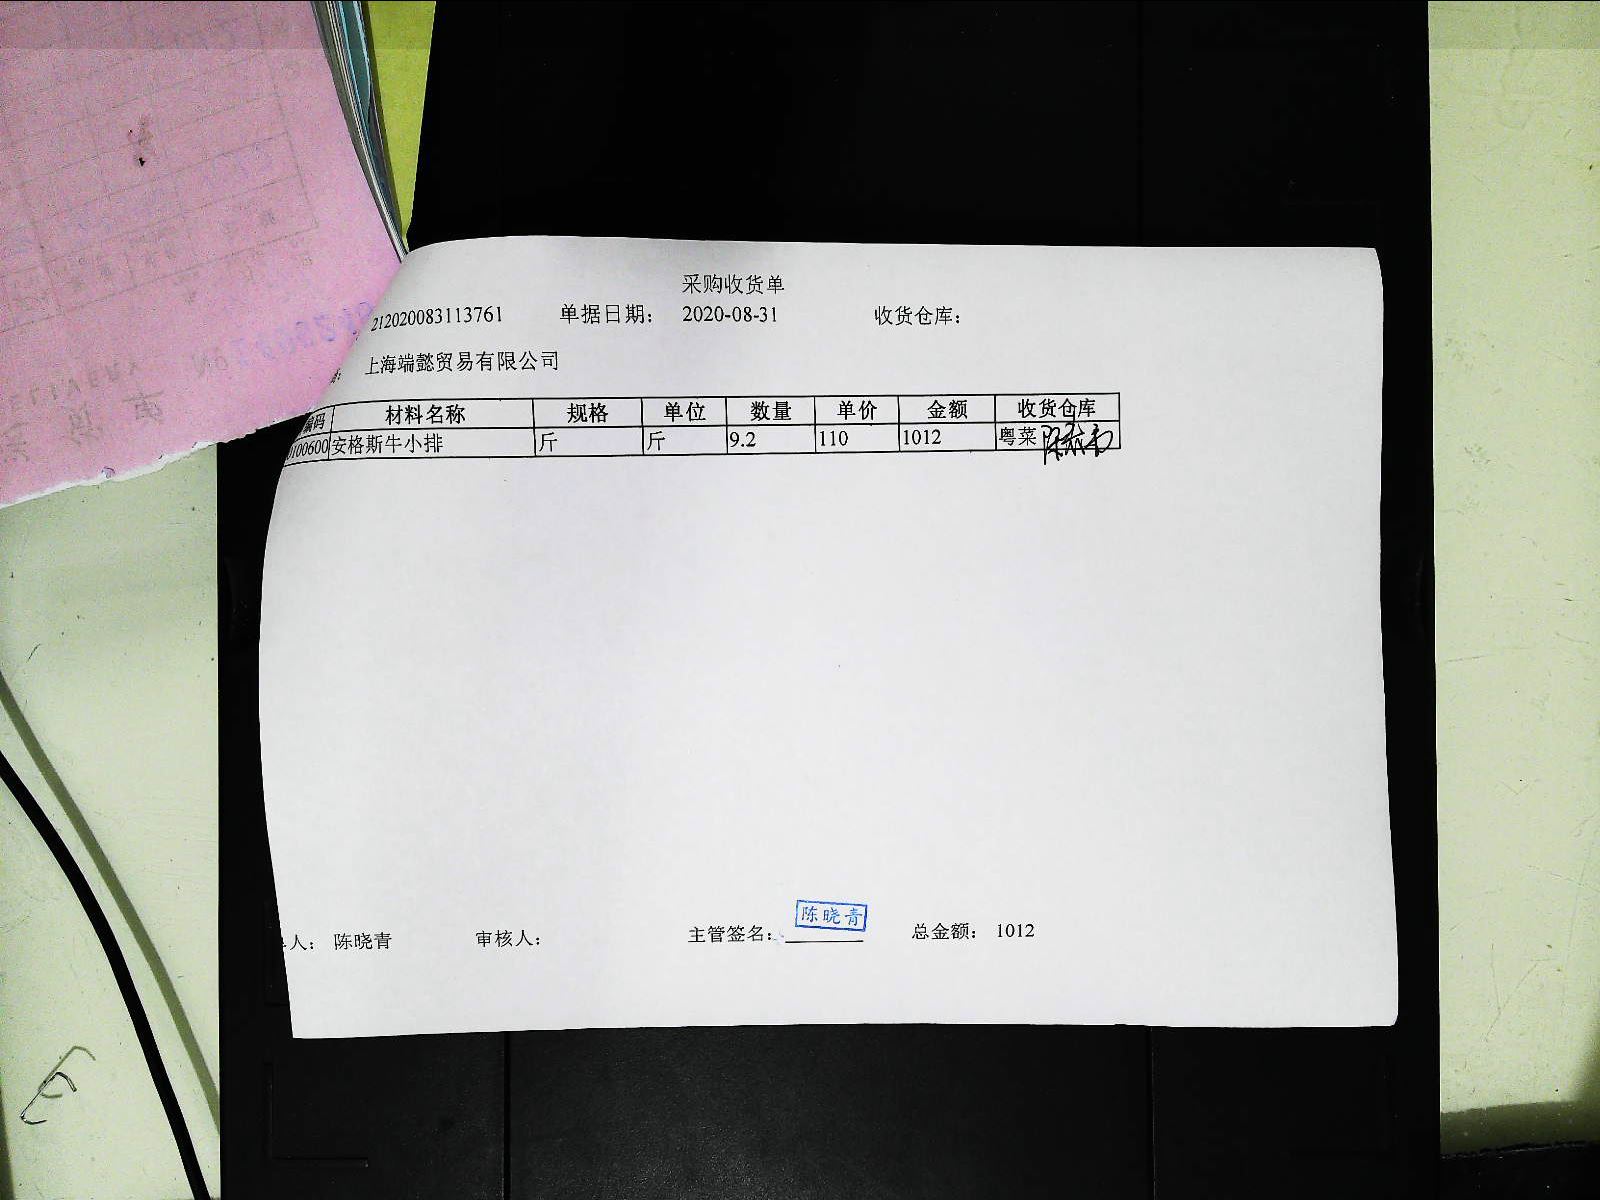 采购收货单
212020083113761 单据日期： 2020-08-31 收货仓库：
上海端懿贸易有限公司
编码 材料名称 规格 单位 数量 单价 金额 收货仓库
100600 安格斯牛小排 斤 斤 9.2 110 1012 粤菜
人： 陈晓青 审核人： 主管签名： 陈晓青 总金额： 1012
E